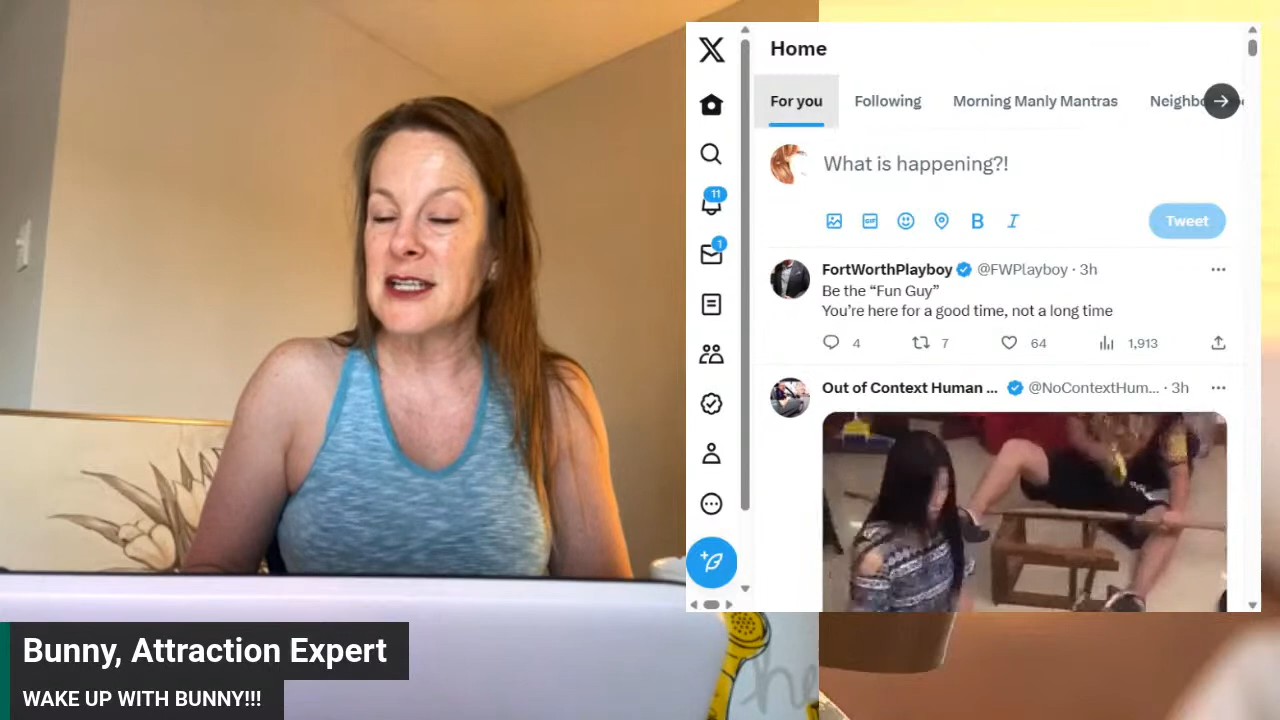 Home
For you
Following
Morning Manly Mantras
What is happening?!
GIF
B
I
Tweet
11
1
FortWorthPlayboy @FWPlayboy · 3h
Be the “Fun Guy”
You’re here for a good time, not a long time
4
7
64
1,913
Out of Context Human ... @NoContextHum... · 3h
Bunny, Attraction Expert
WAKE UP WITH BUNNY!!!
he